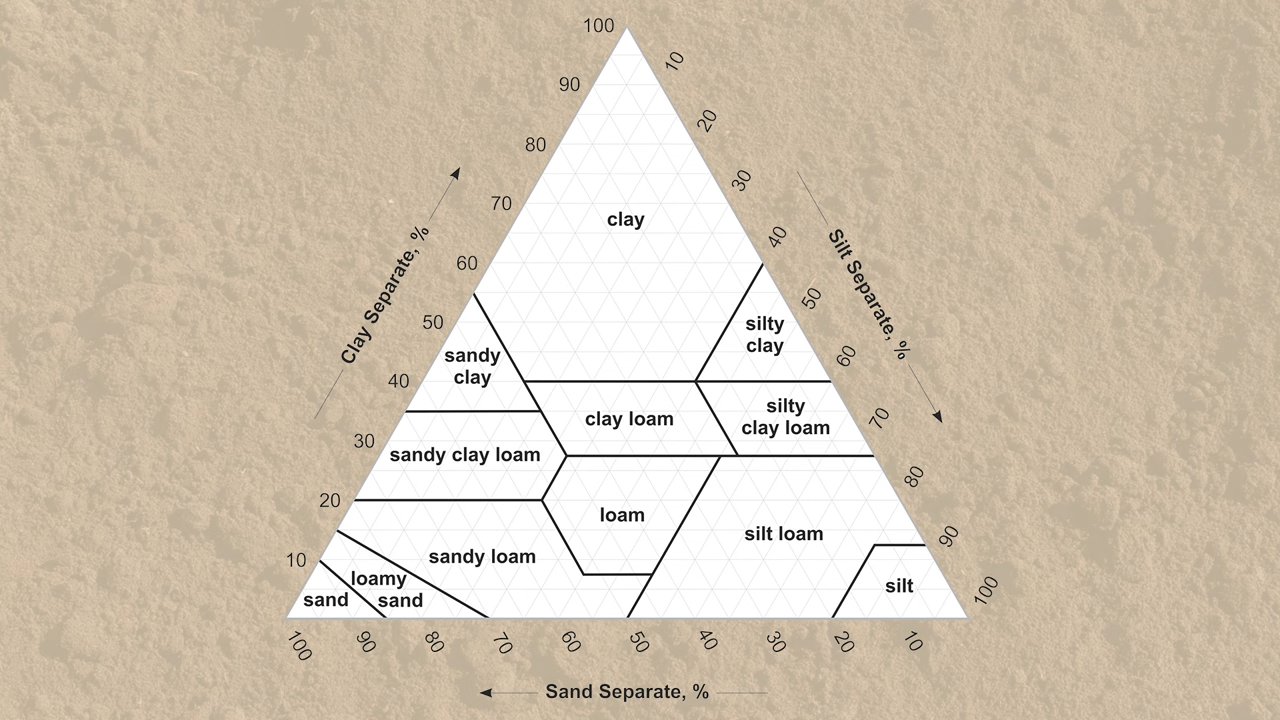 100
90
80
70
60
50
40
30
20
10
Clay Separate, %
10
20
30
40
50
60
70
80
90
100
Silt Separate, %
clay
silty
clay
sandy
clay
clay loam
silty
clay loam
sandy clay loam
loam
silt loam
sandy loam
loamy
sand
sand
silt
100
90
80
70
60
50
40
30
20
10
Sand Separate, %